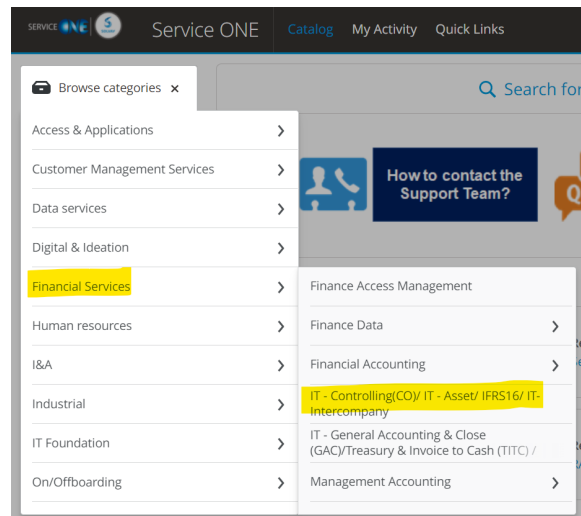 SERVICE ONE
Service ONE
Catalog
My Activity
Quick Links
Browse categories x
Search for
Access & Applications
Customer Management Services
Data services
Digital & Ideation
Financial Services
Human resources
I&A
Industrial
IT Foundation
On/Offboarding
How to contact the
Support Team?
Finance Access Management
Finance Data
Financial Accounting
IT - Controlling(CO)/ IT - Asset/ IFRS16/ IT-
Intercompany
IT - General Accounting & Close
(GAC)/Treasury & Invoice to Cash (TITC) /
Management Accounting